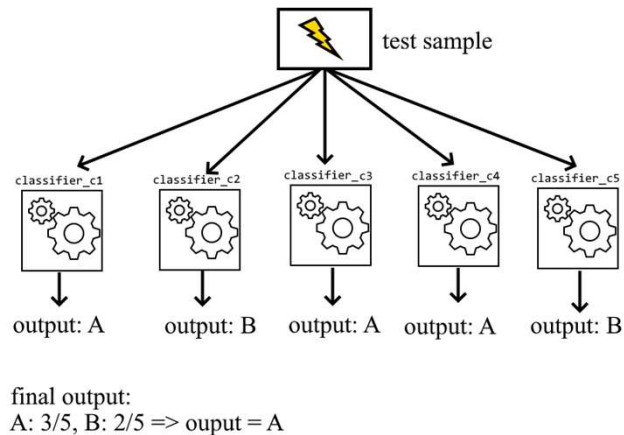 test sample
classifier_c1
classifier_c2
classifier_c3
classifier_c4
classifier_c5
output: A
output: B
output: A
output: A
output: B
final output:
A: 3/5, B: 2/5 => ouput = A